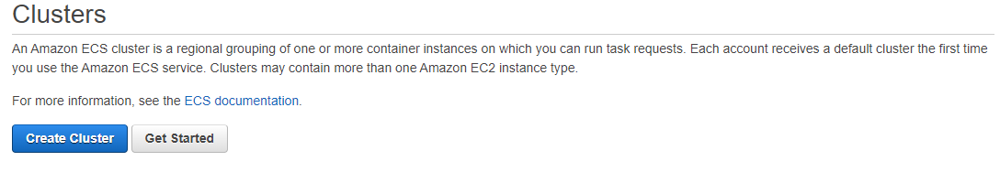 Clusters
An Amazon ECS cluster is a regional grouping of one or more container instances on which you can run task requests. Each account receives a default cluster the first time
you use the Amazon ECS service. Clusters may contain more than one Amazon EC2 instance type.
For more information, see the ECS documentation.
Create Cluster Get Started